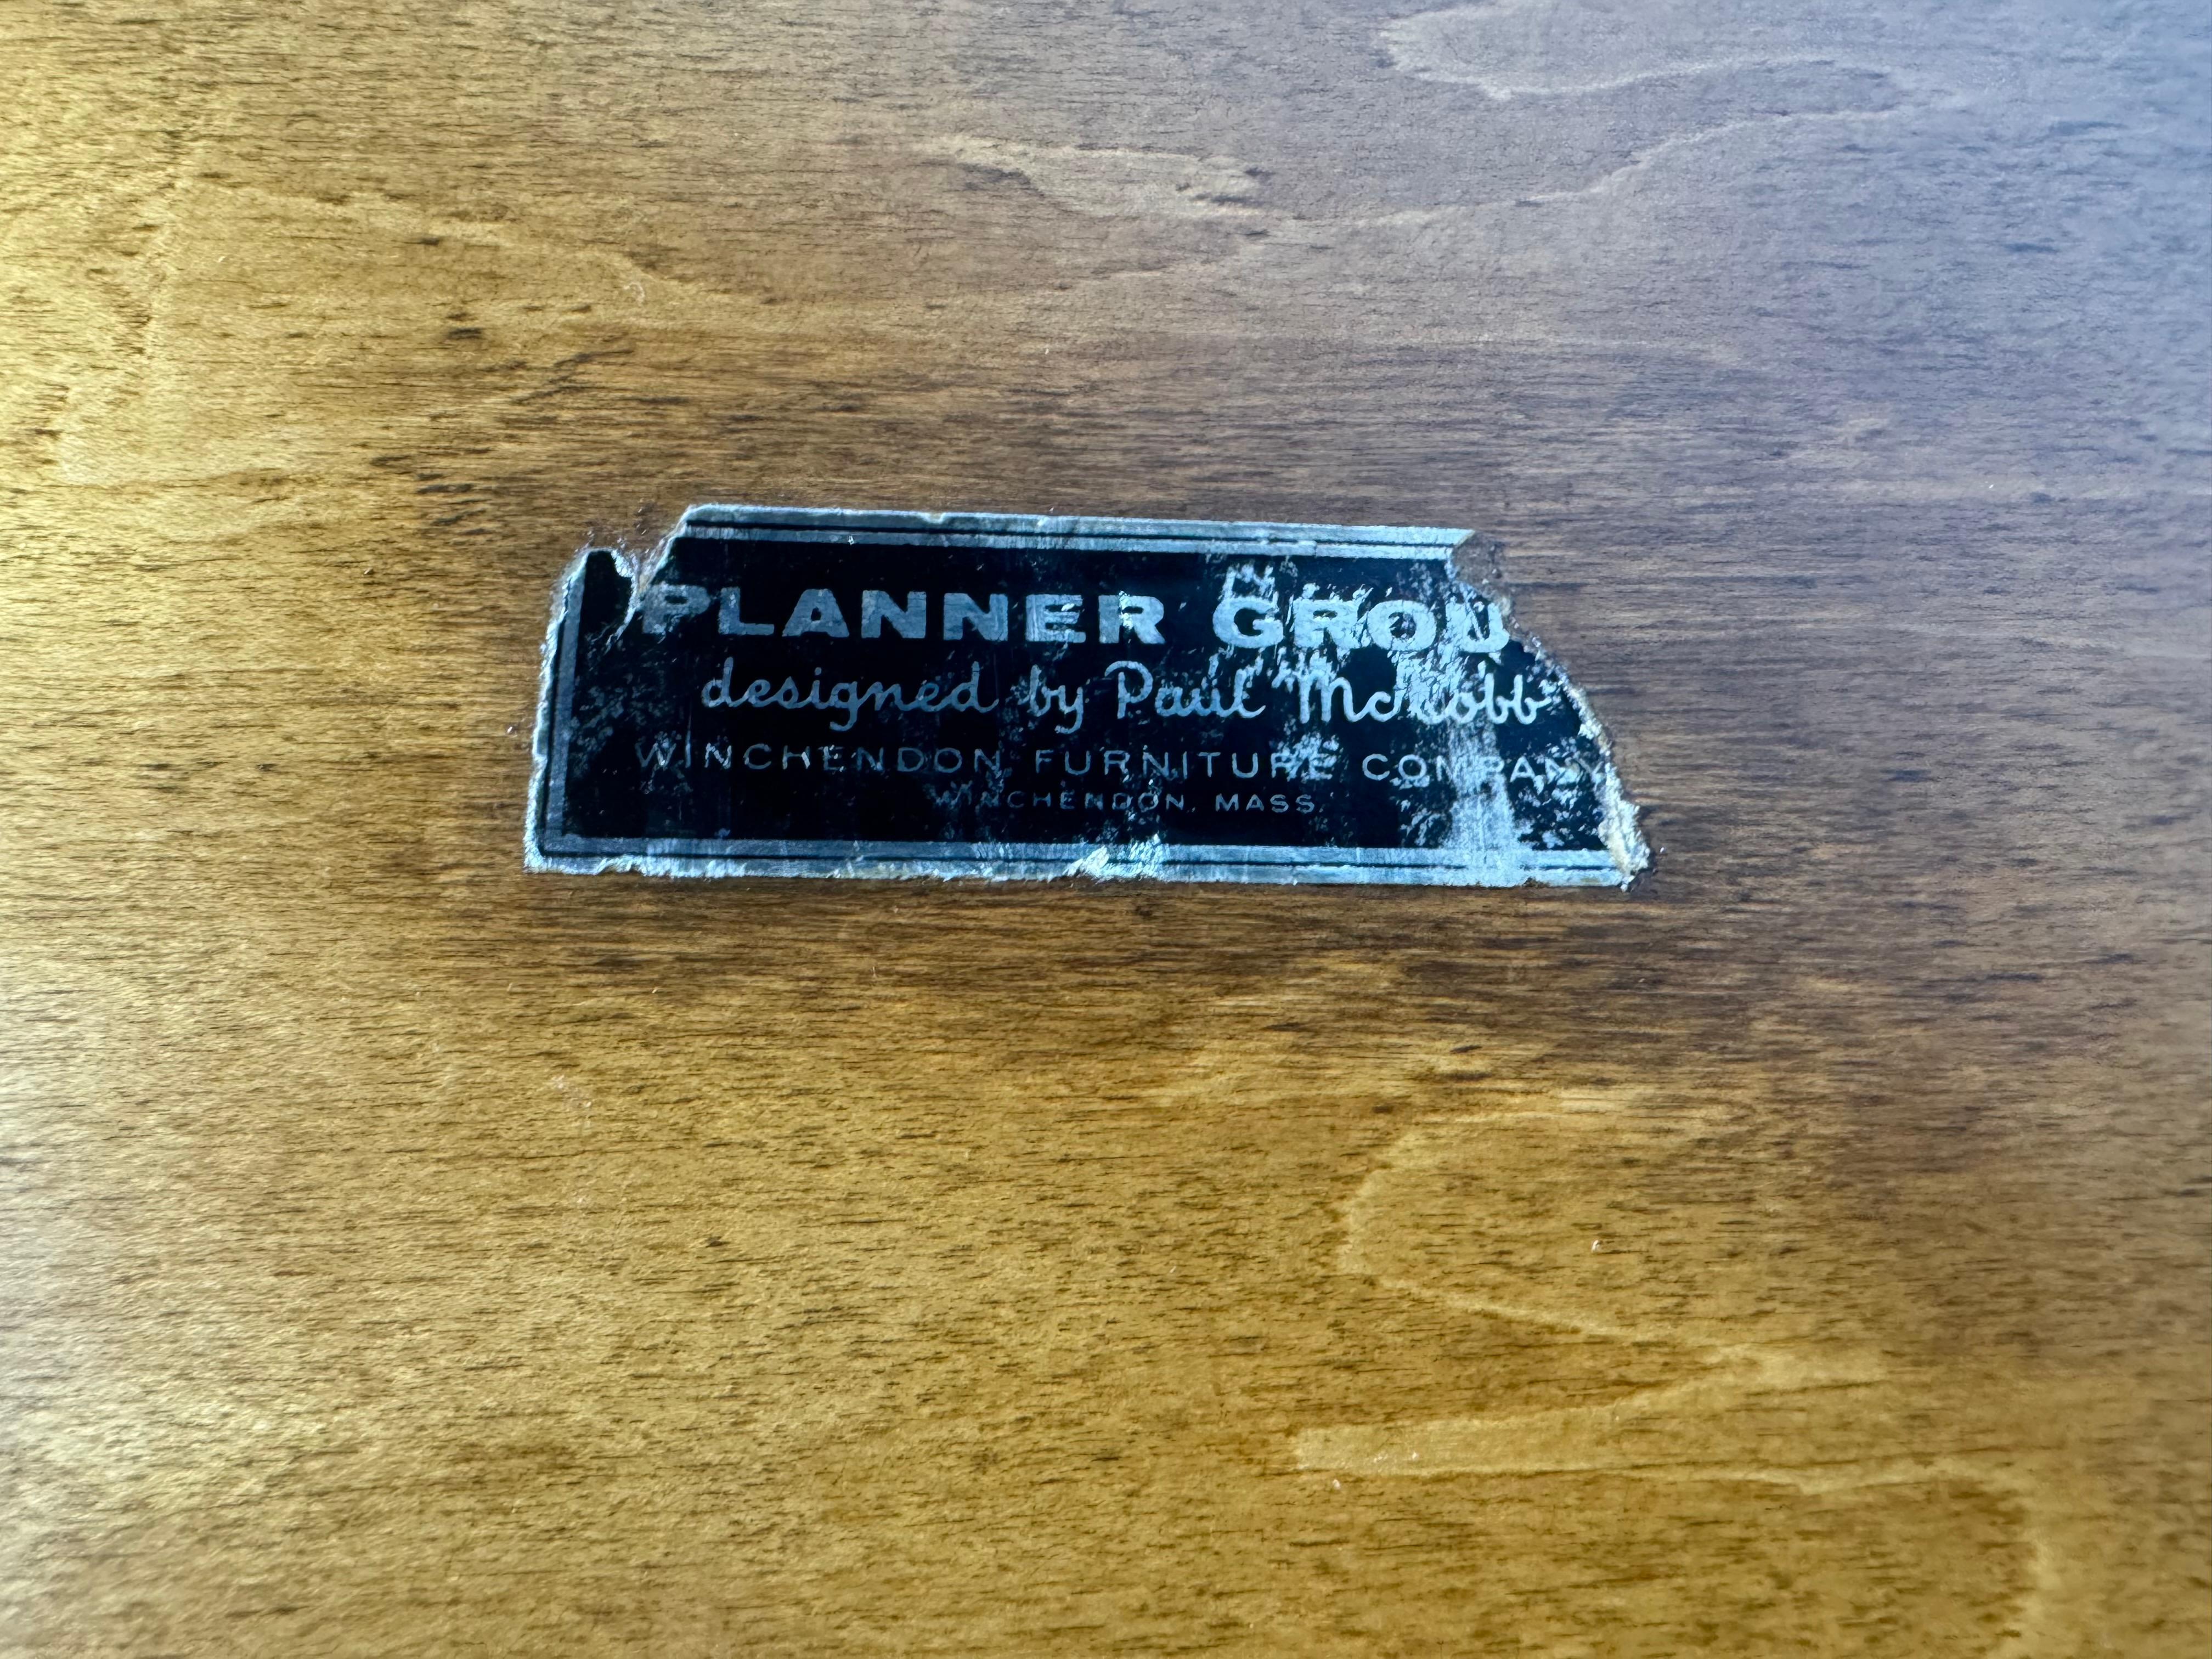 PLANNER GROU
designed by Paul McCobb
WINCHENDON FURNITURE COMPANY
WINCHENDON, MASS.